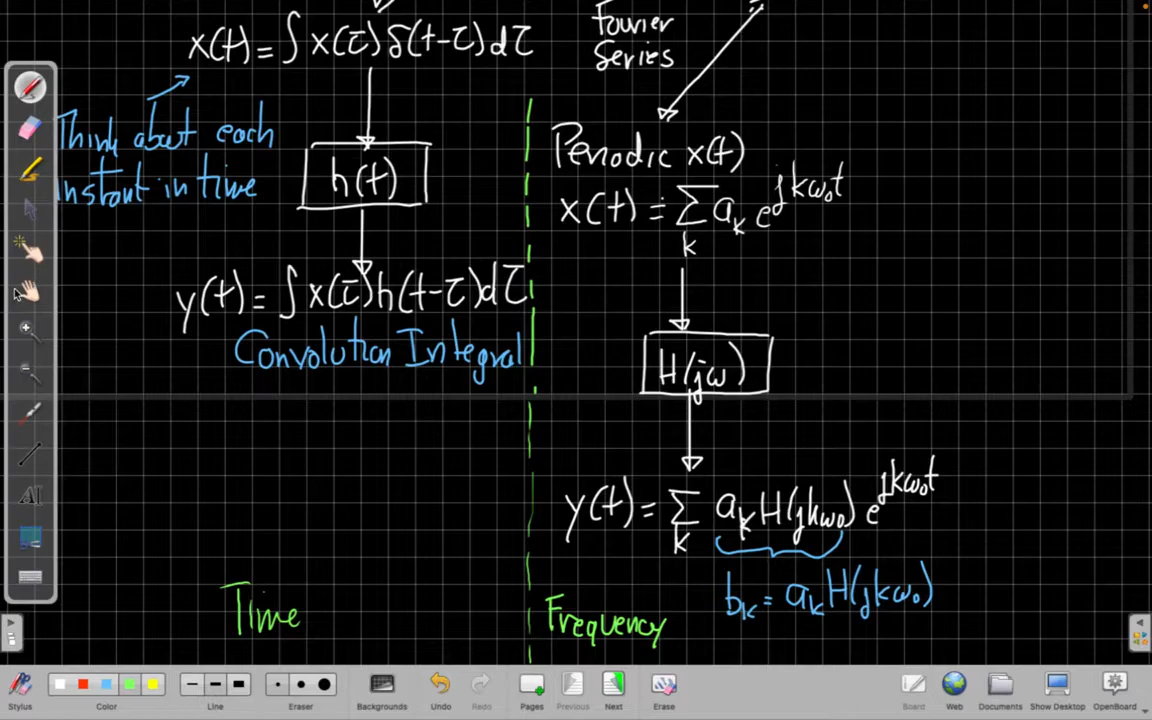 x(t) = ∫ x(τ) δ(t-τ) dτ
Think about each
instant in time
h(t)
y(t) = ∫ x(τ) h(t-τ) dτ
Convolution Integral
Time
Fourier
Series
Periodic x(t)
x(t) = Σ_k a_k e^{jkω₀t}
H(jω)
y(t) = Σ_k a_k H(jkω₀) e^{jkω₀t}
b_k = a_k H(jkω₀)
Frequency
Stylus Color Line Eraser Backgrounds Undo Redo Pages Previous Next Erase Board Web Documents Show Desktop OpenBoard